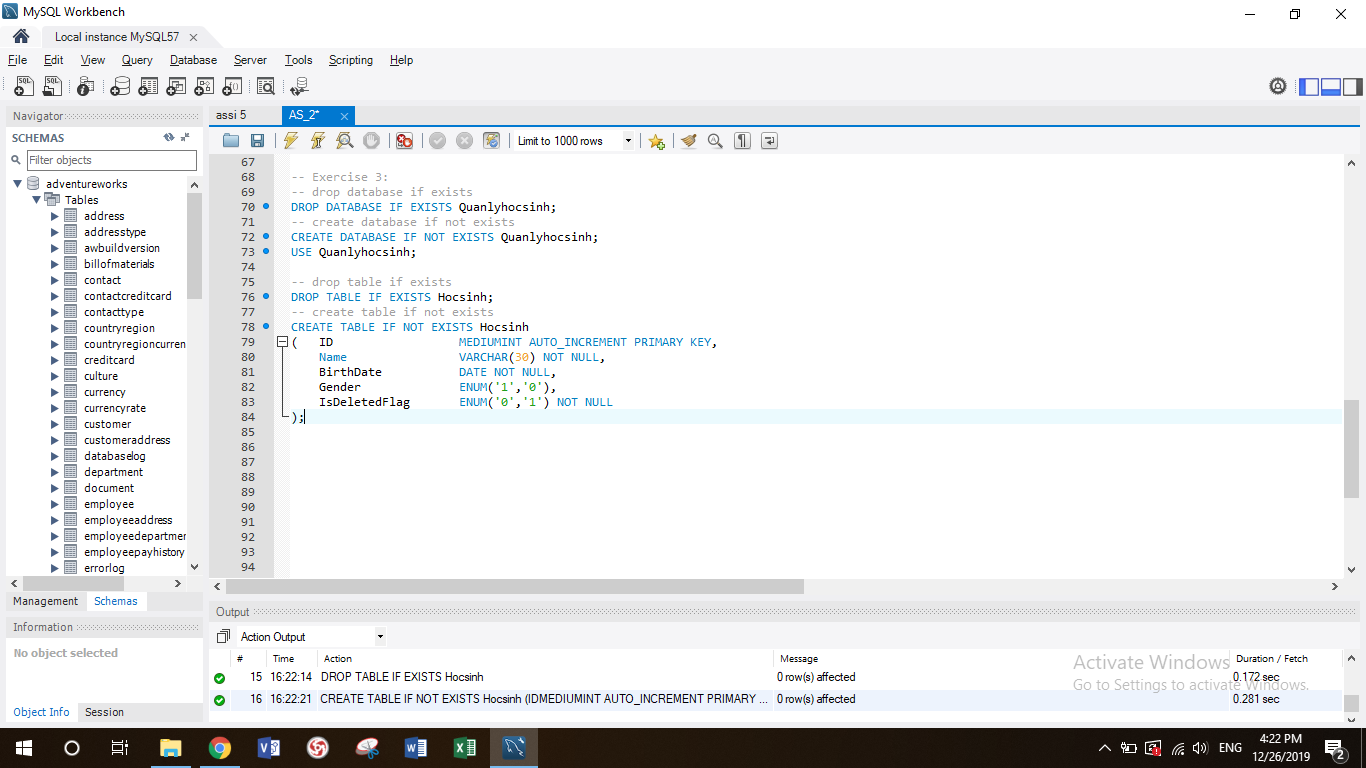 MySQL Workbench
Local instance MySQL57
File Edit View Query Database Server Tools Scripting Help
Navigator
SCHEMAS
Filter objects
adventureworks
Tables
address
addresstype
awbuildversion
billofmaterials
contact
contactcreditcard
contacttype
countryregion
countryregioncurren
creditcard
culture
currency
currencyrate
customer
customeraddress
databaselog
department
document
employee
employeeaddress
employeedepartmer
employeepayhistory
errorlog
Management Schemas
Information
No object selected
Object Info Session
assi 5 AS_2*
Limit to 1000 rows
67
68 -- Exercise 3:
69 -- drop database if exists
70 DROP DATABASE IF EXISTS Quanlyhocsinh;
71 -- create database if not exists
72 CREATE DATABASE IF NOT EXISTS Quanlyhocsinh;
73 USE Quanlyhocsinh;
74
75 -- drop table if exists
76 DROP TABLE IF EXISTS Hocsinh;
77 -- create table if not exists
78 CREATE TABLE IF NOT EXISTS Hocsinh
79 ( ID MEDIUMINT AUTO_INCREMENT PRIMARY KEY,
80 Name VARCHAR(30) NOT NULL,
81 BirthDate DATE NOT NULL,
82 Gender ENUM('1','0'),
83 IsDeletedFlag ENUM('0','1') NOT NULL
84 );
85
86
87
88
89
90
91
92
93
94
Output
Action Output
# Time Action Message Duration / Fetch
15 16:22:14 DROP TABLE IF EXISTS Hocsinh 0 row(s) affected 0.172 sec
16 16:22:21 CREATE TABLE IF NOT EXISTS Hocsinh (IDMEDIUMINT AUTO_INCREMENT PRIMARY ... 0 row(s) affected 0.281 sec
Activate Windows
Go to Settings to activate Windows.
ENG
4:22 PM
12/26/2019
2